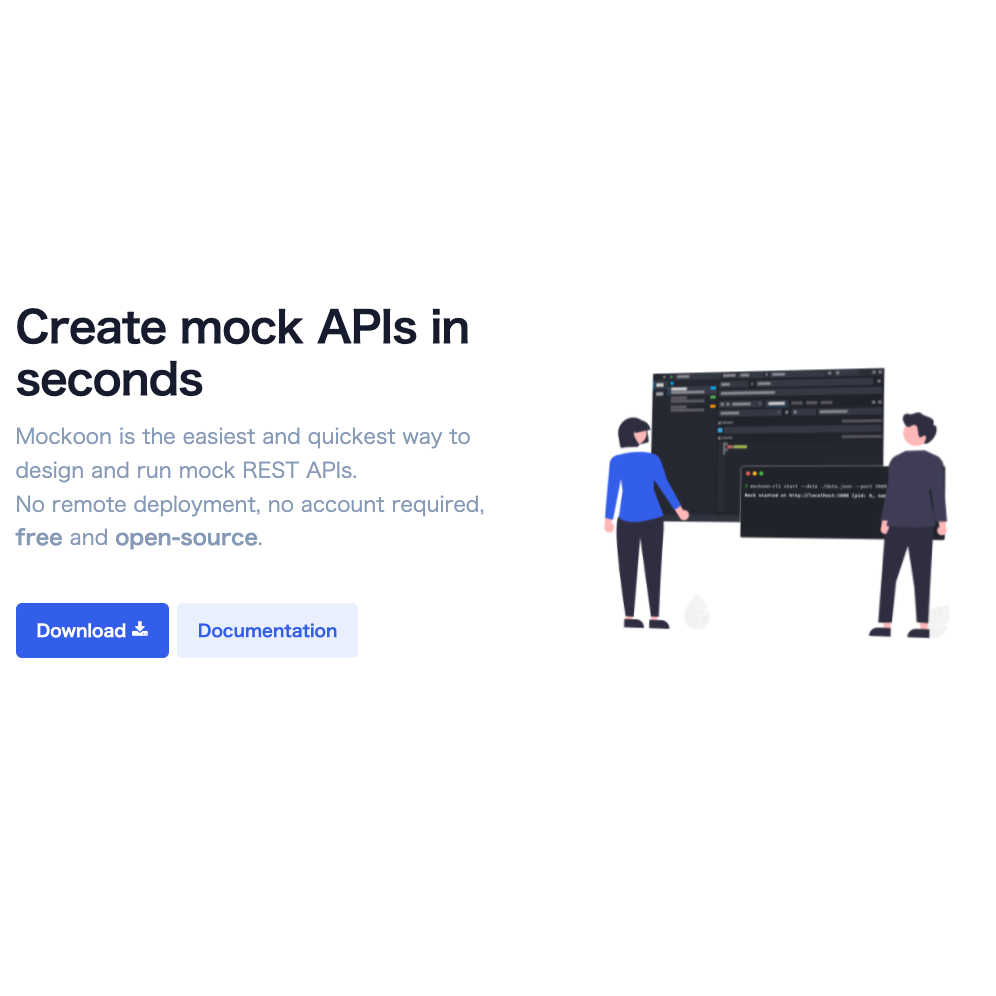 Create mock APIs in
seconds
Mockoon is the easiest and quickest way to
design and run mock REST APIs.
No remote deployment, no account required,
free and open-source.
Download
Documentation
$ mockoon-cli start --data ./data.json --port 3000
Mock started at http://localhost:3000 (pid: 0, name